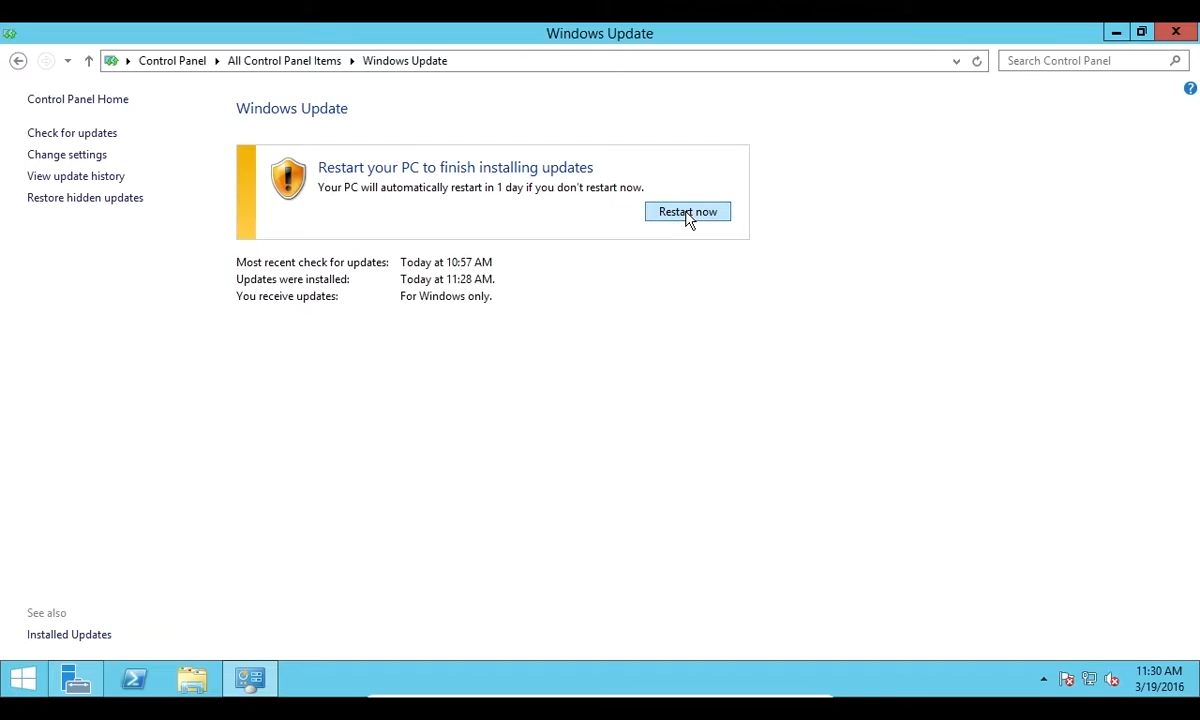 Windows Update
Control Panel
All Control Panel Items
Windows Update
Search Control Panel
Control Panel Home
Check for updates
Change settings
View update history
Restore hidden updates
Windows Update
Restart your PC to finish installing updates
Your PC will automatically restart in 1 day if you don't restart now.
Restart now
Most recent check for updates: Today at 10:57 AM
Updates were installed: Today at 11:28 AM.
You receive updates: For Windows only.
See also
Installed Updates
11:30 AM
3/19/2016